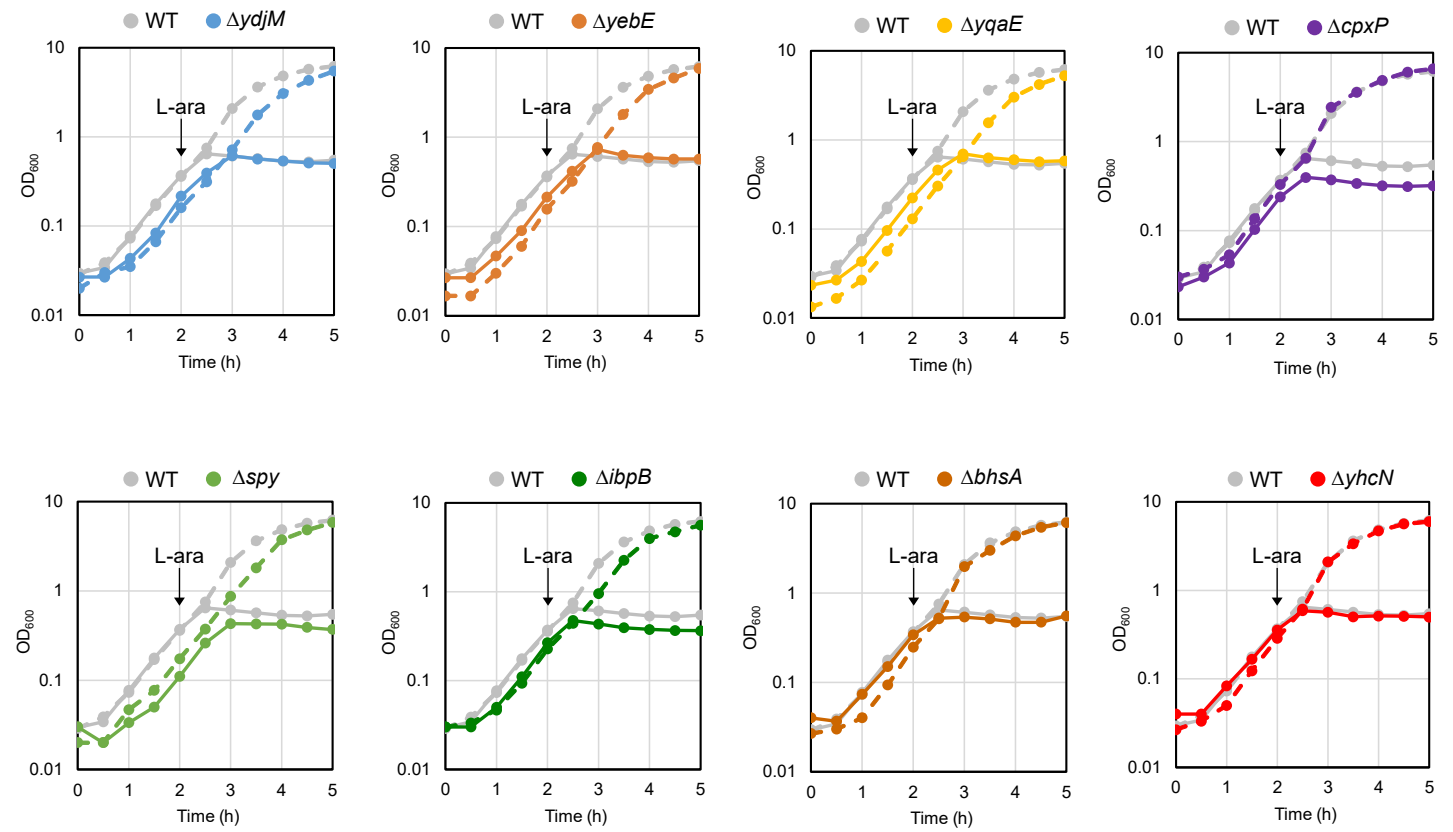 WT ΔydjM
10
1
0.1
0.01
OD600
L-ara
0 1 2 3 4 5
Time (h)
WT ΔyebE
10
1
0.1
0.01
OD600
L-ara
0 1 2 3 4 5
Time (h)
WT ΔyqaE
10
1
0.1
0.01
OD600
L-ara
0 1 2 3 4 5
Time (h)
WT ΔcpxP
10
1
0.1
0.01
OD600
L-ara
0 1 2 3 4 5
Time (h)
WT Δspy
10
1
0.1
0.01
OD600
L-ara
0 1 2 3 4 5
Time (h)
WT ΔibpB
10
1
0.1
0.01
OD600
L-ara
0 1 2 3 4 5
Time (h)
WT ΔbhsA
10
1
0.1
0.01
OD600
L-ara
0 1 2 3 4 5
Time (h)
WT ΔyhcN
10
1
0.1
0.01
OD600
L-ara
0 1 2 3 4 5
Time (h)